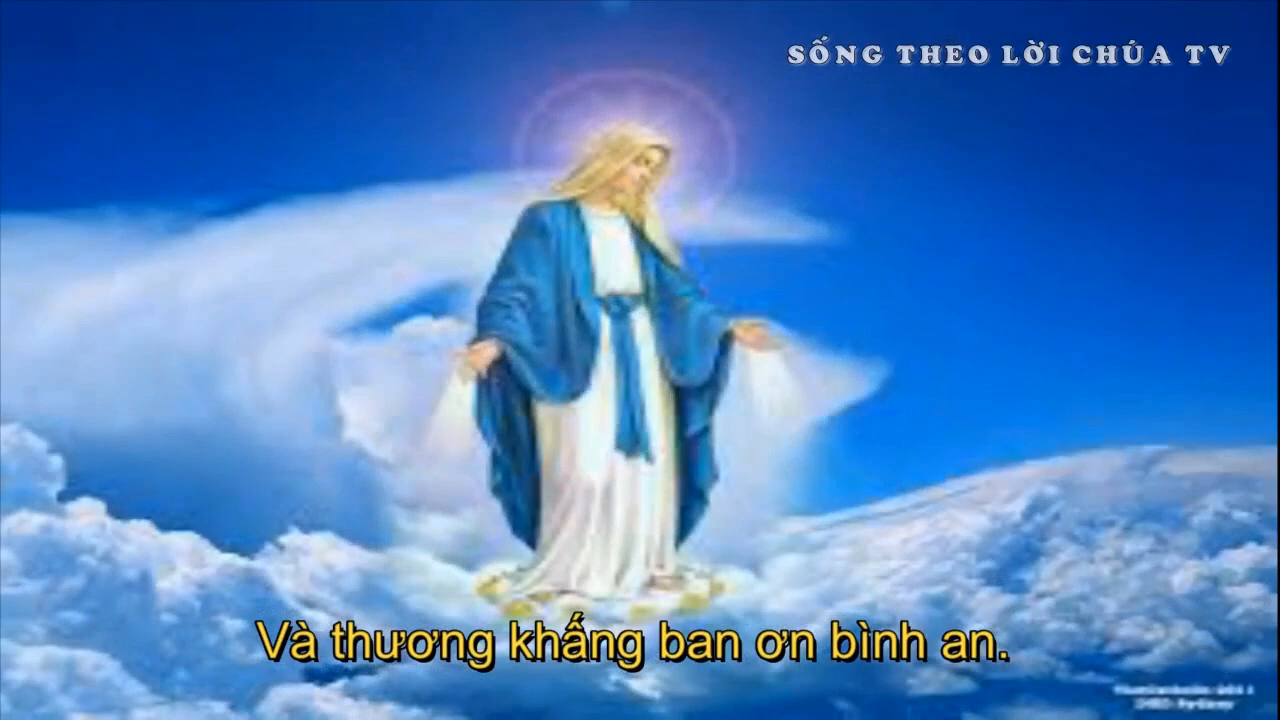 SỐNG THEO LỜI CHÚA TV
Và thương khấng ban ơn bình an.